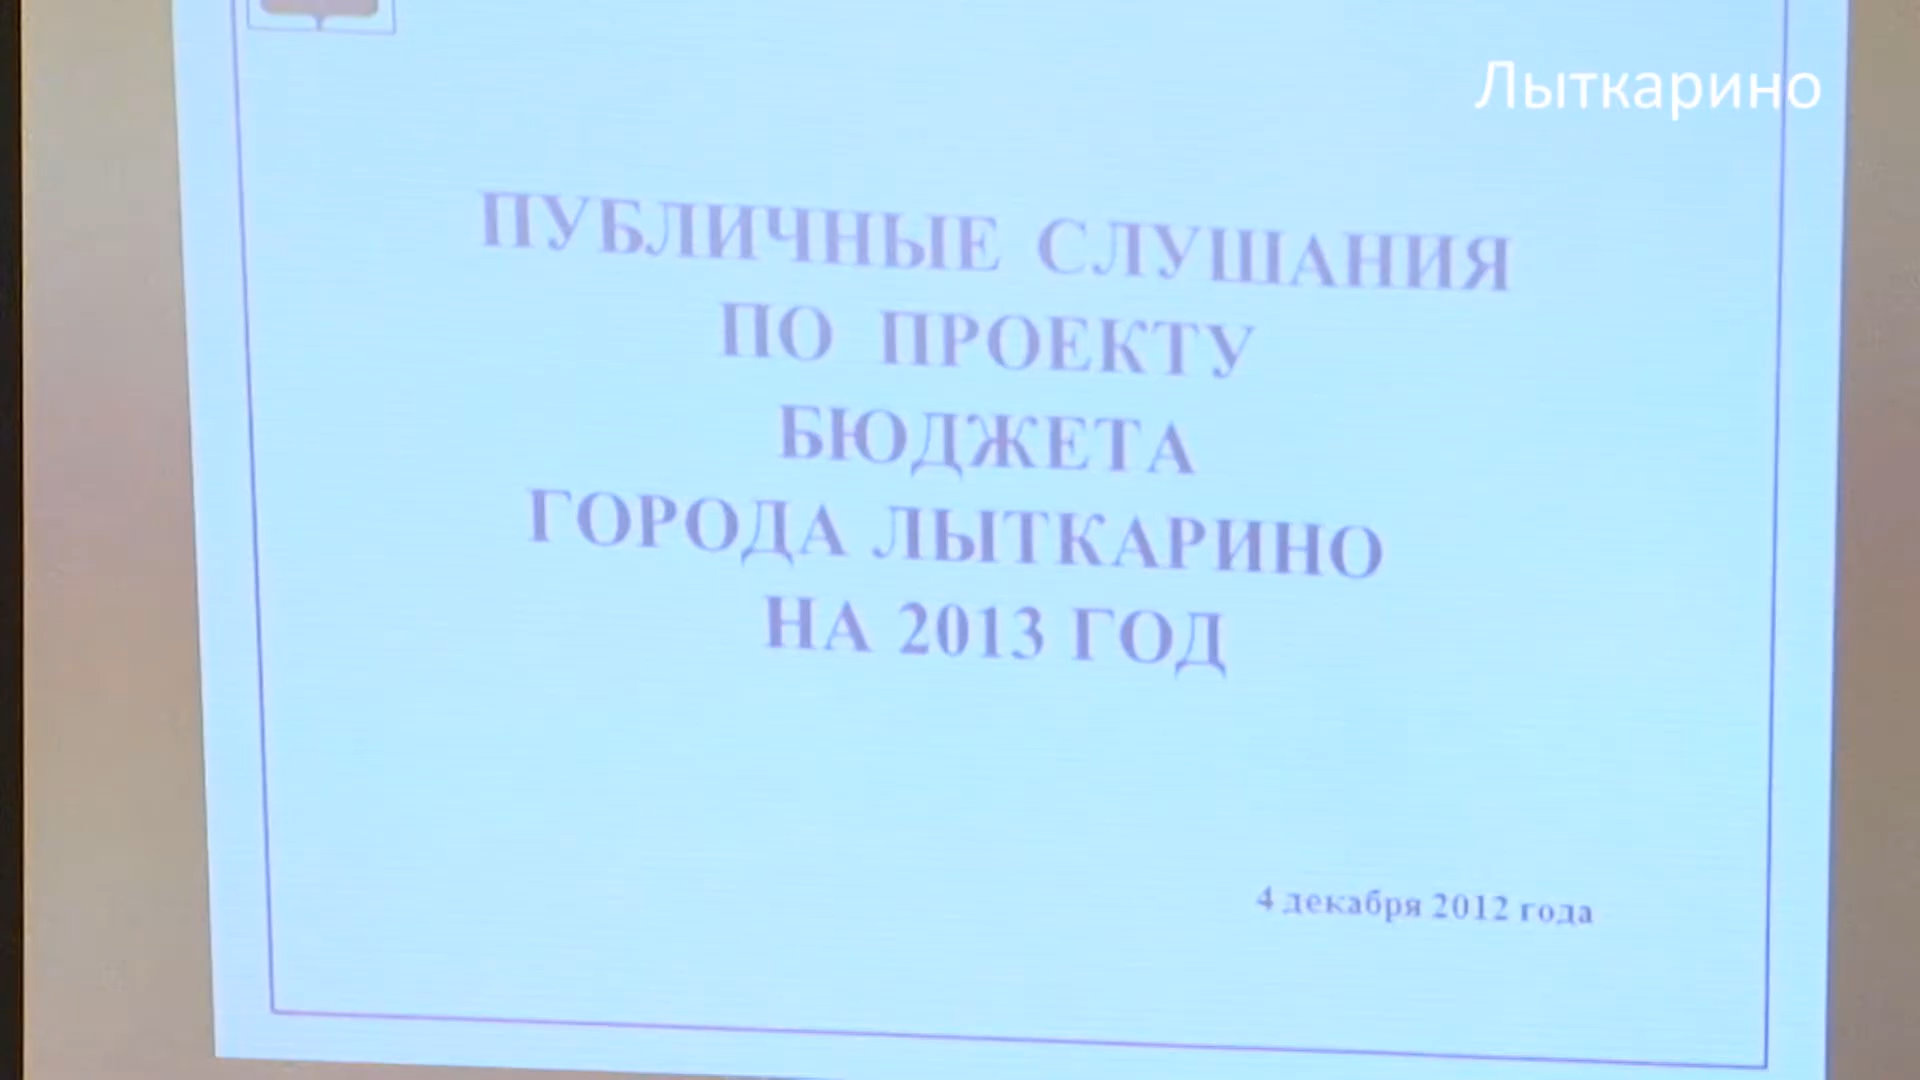 Лыткарино
ПУБЛИЧНЫЕ СЛУШАНИЯ
ПО ПРОЕКТУ
БЮДЖЕТА
ГОРОДА ЛЫТКАРИНО
НА 2013 ГОД
4 декабря 2012 года